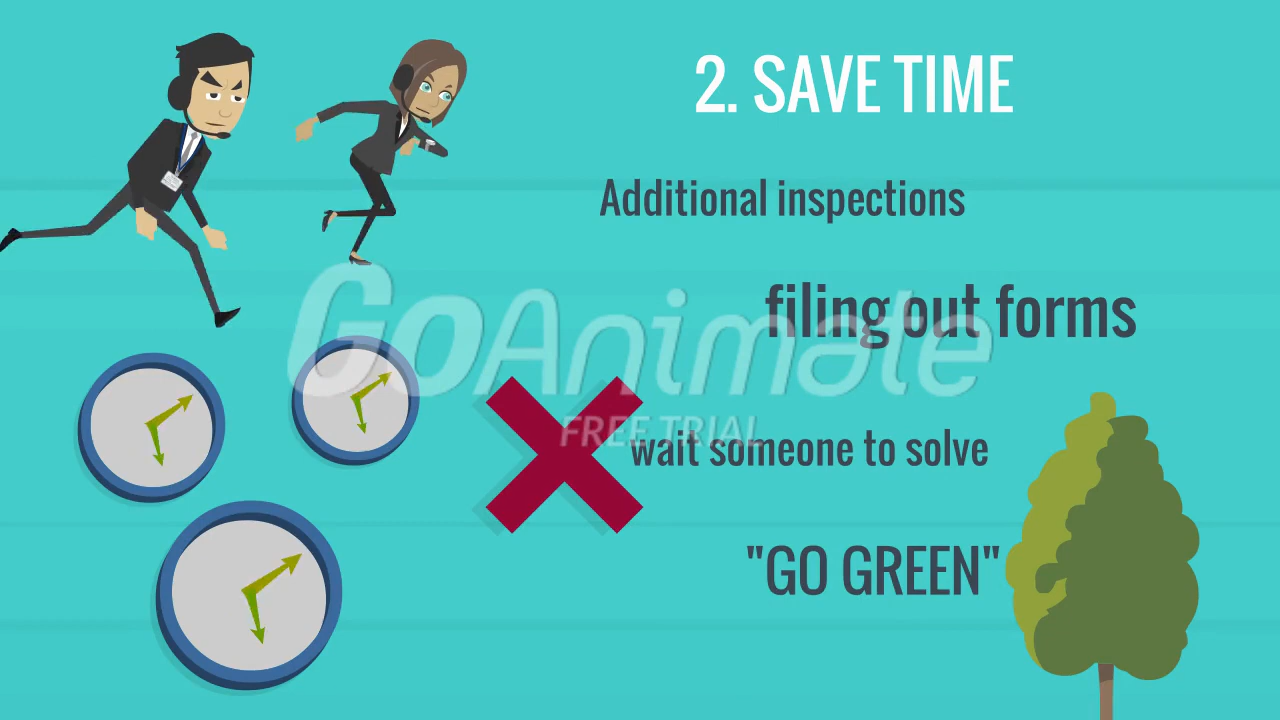 2. SAVE TIME
Additional inspections
filing out forms
GoAnimate
FREE TRIAL
wait someone to solve
"GO GREEN"